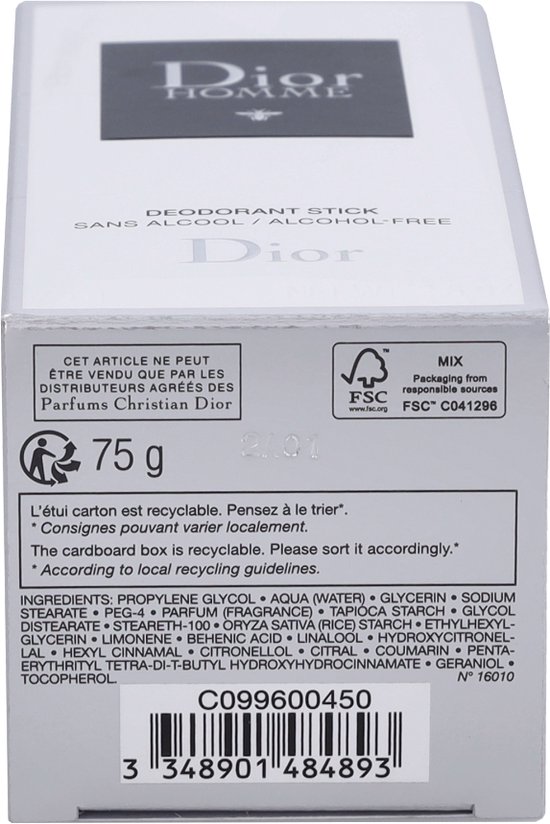 Dior
HOMME
DEODORANT STICK
SANS ALCOOL / ALCOHOL-FREE
Dior
CET ARTICLE NE PEUT
ÊTRE VENDU QUE PAR LES
DISTRIBUTEURS AGRÉÉS DES
Parfums Christian Dior
FSC
www.fsc.org
MIX
Packaging from
responsible sources
FSC™ C041296
75 g
2A01
L'étui carton est recyclable. Pensez à le trier*.
* Consignes pouvant varier localement.
The cardboard box is recyclable. Please sort it accordingly.*
* According to local recycling guidelines.
INGREDIENTS: PROPYLENE GLYCOL • AQUA (WATER) • GLYCERIN • SODIUM
STEARATE • PEG-4 • PARFUM (FRAGRANCE) • TAPIOCA STARCH • GLYCOL
DISTEARATE • STEARETH-100 • ORYZA SATIVA (RICE) STARCH • ETHYLHEXYL-
GLYCERIN • LIMONENE • BEHENIC ACID • LINALOOL • HYDROXYCITRONEL-
LAL • HEXYL CINNAMAL • CITRONELLOL • CITRAL • COUMARIN • PENTA-
ERYTHRITYL TETRA-DI-T-BUTYL HYDROXYHYDROCINNAMATE • GERANIOL •
TOCOPHEROL.
N° 16010
C099600450
3 348901 484893